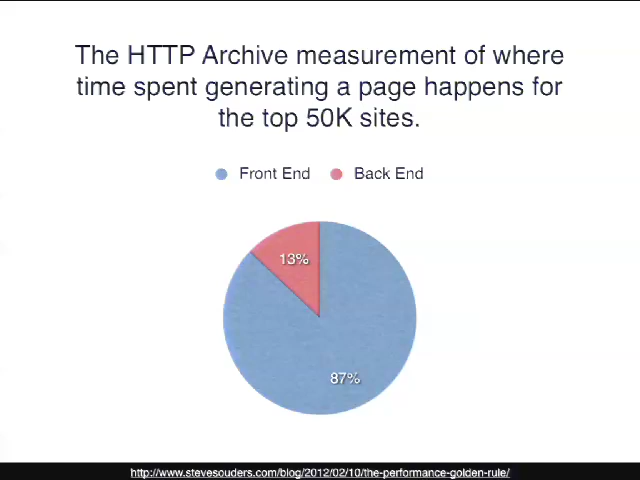 The HTTP Archive measurement of where
time spent generating a page happens for
the top 50K sites.
Front End
Back End
13%
87%
http://www.stevesouders.com/blog/2012/02/10/the-performance-golden-rule/